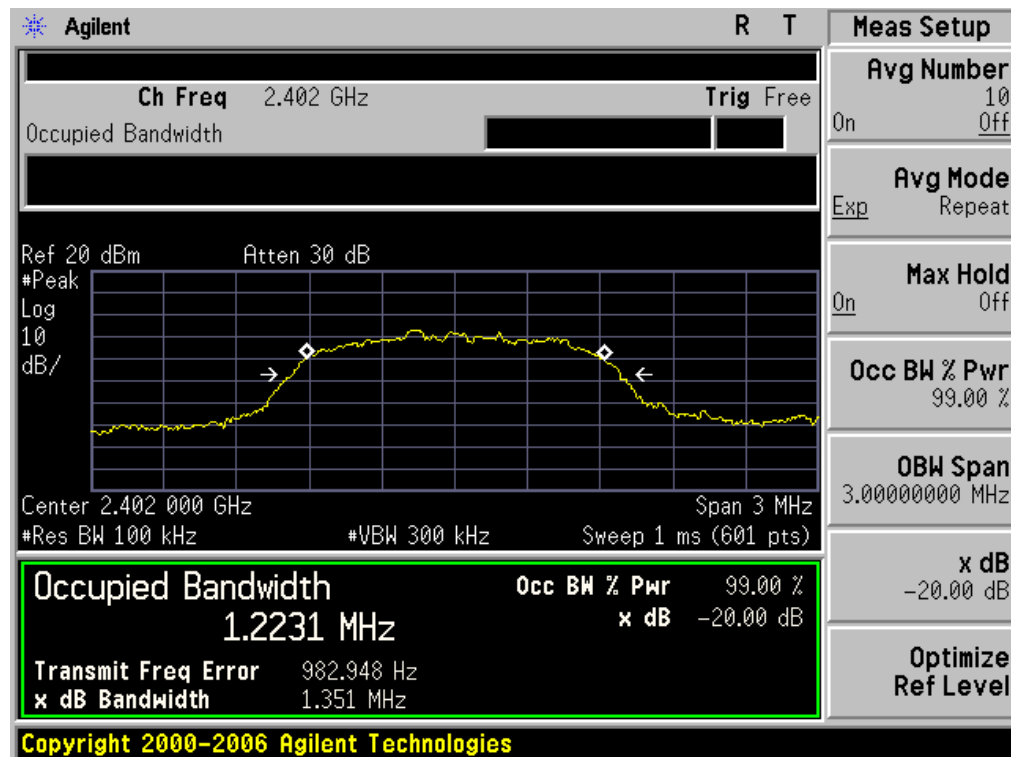 Agilent R T
Ch Freq 2.402 GHz Trig Free
Occupied Bandwidth
Ref 20 dBm Atten 30 dB
#Peak
Log
10
dB/
Center 2.402 000 GHz Span 3 MHz
#Res BW 100 kHz #VBW 300 kHz Sweep 1 ms (601 pts)
Occupied Bandwidth
1.2231 MHz
Occ BW % Pwr 99.00 %
x dB -20.00 dB
Transmit Freq Error 982.948 Hz
x dB Bandwidth 1.351 MHz
Copyright 2000-2006 Agilent Technologies
Meas Setup
Avg Number
10
On Off
Avg Mode
Exp Repeat
Max Hold
On Off
Occ BW % Pwr
99.00 %
OBW Span
3.00000000 MHz
x dB
-20.00 dB
Optimize
Ref Level